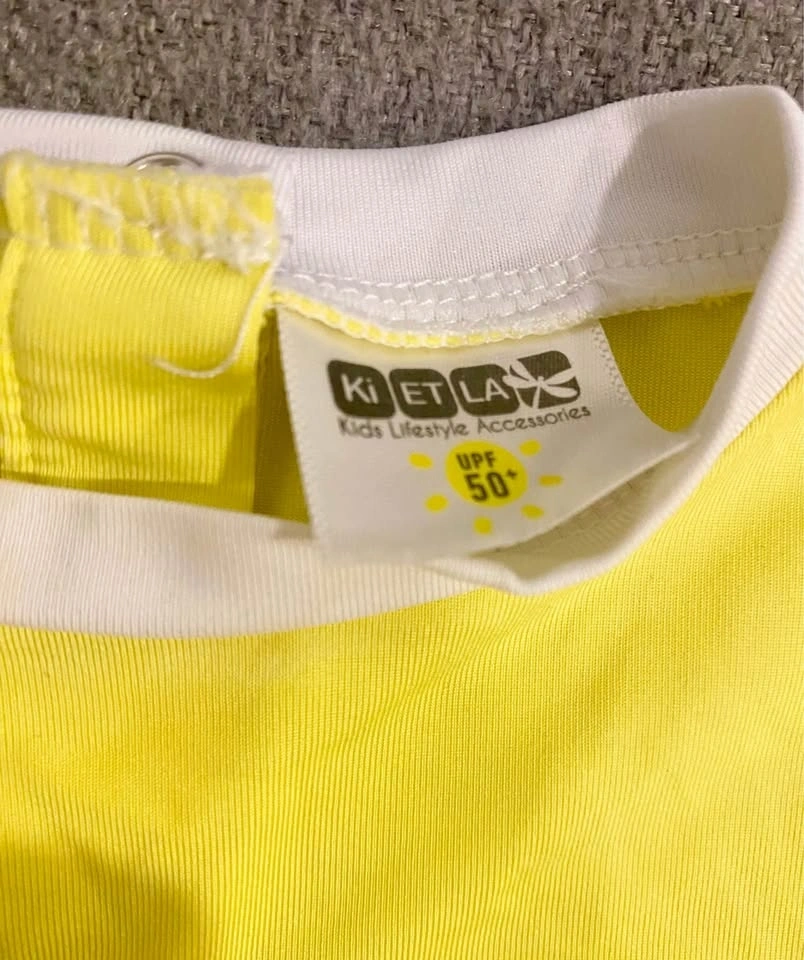 Ki ET LA
Kids Lifestyle Accessories
UPF
50+